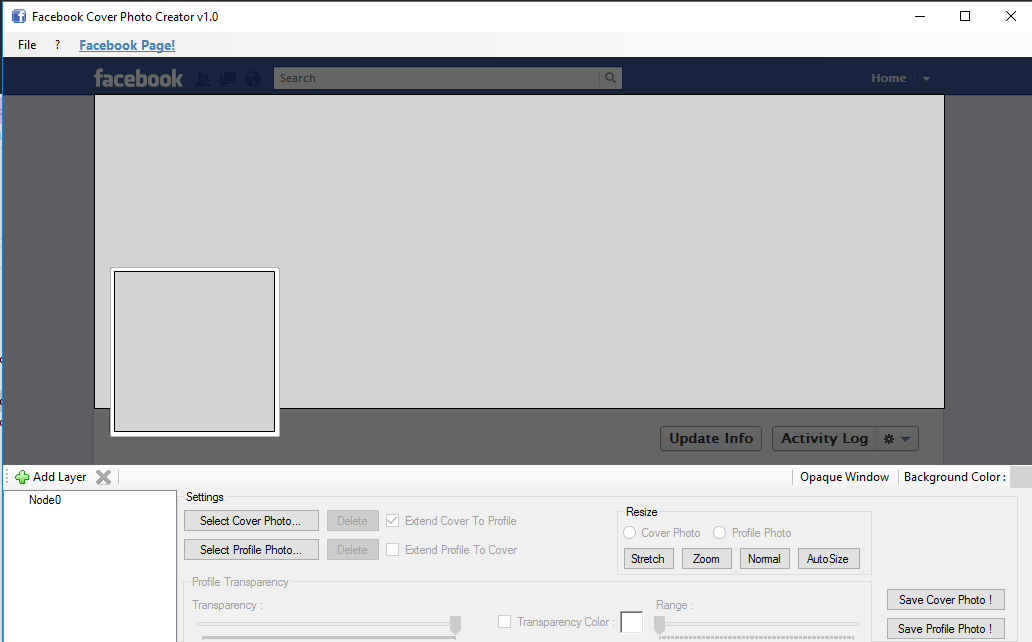 Facebook Cover Photo Creator v1.0
File ? Facebook Page!
facebook Search Home
Update Info Activity Log
Add Layer Opaque Window Background Color :
Node0
Settings
Select Cover Photo... Delete Extend Cover To Profile
Select Profile Photo... Delete Extend Profile To Cover
Resize
Cover Photo Profile Photo
Stretch Zoom Normal AutoSize
Profile Transparency
Transparency : Transparency Color : Range :
Save Cover Photo !
Save Profile Photo !